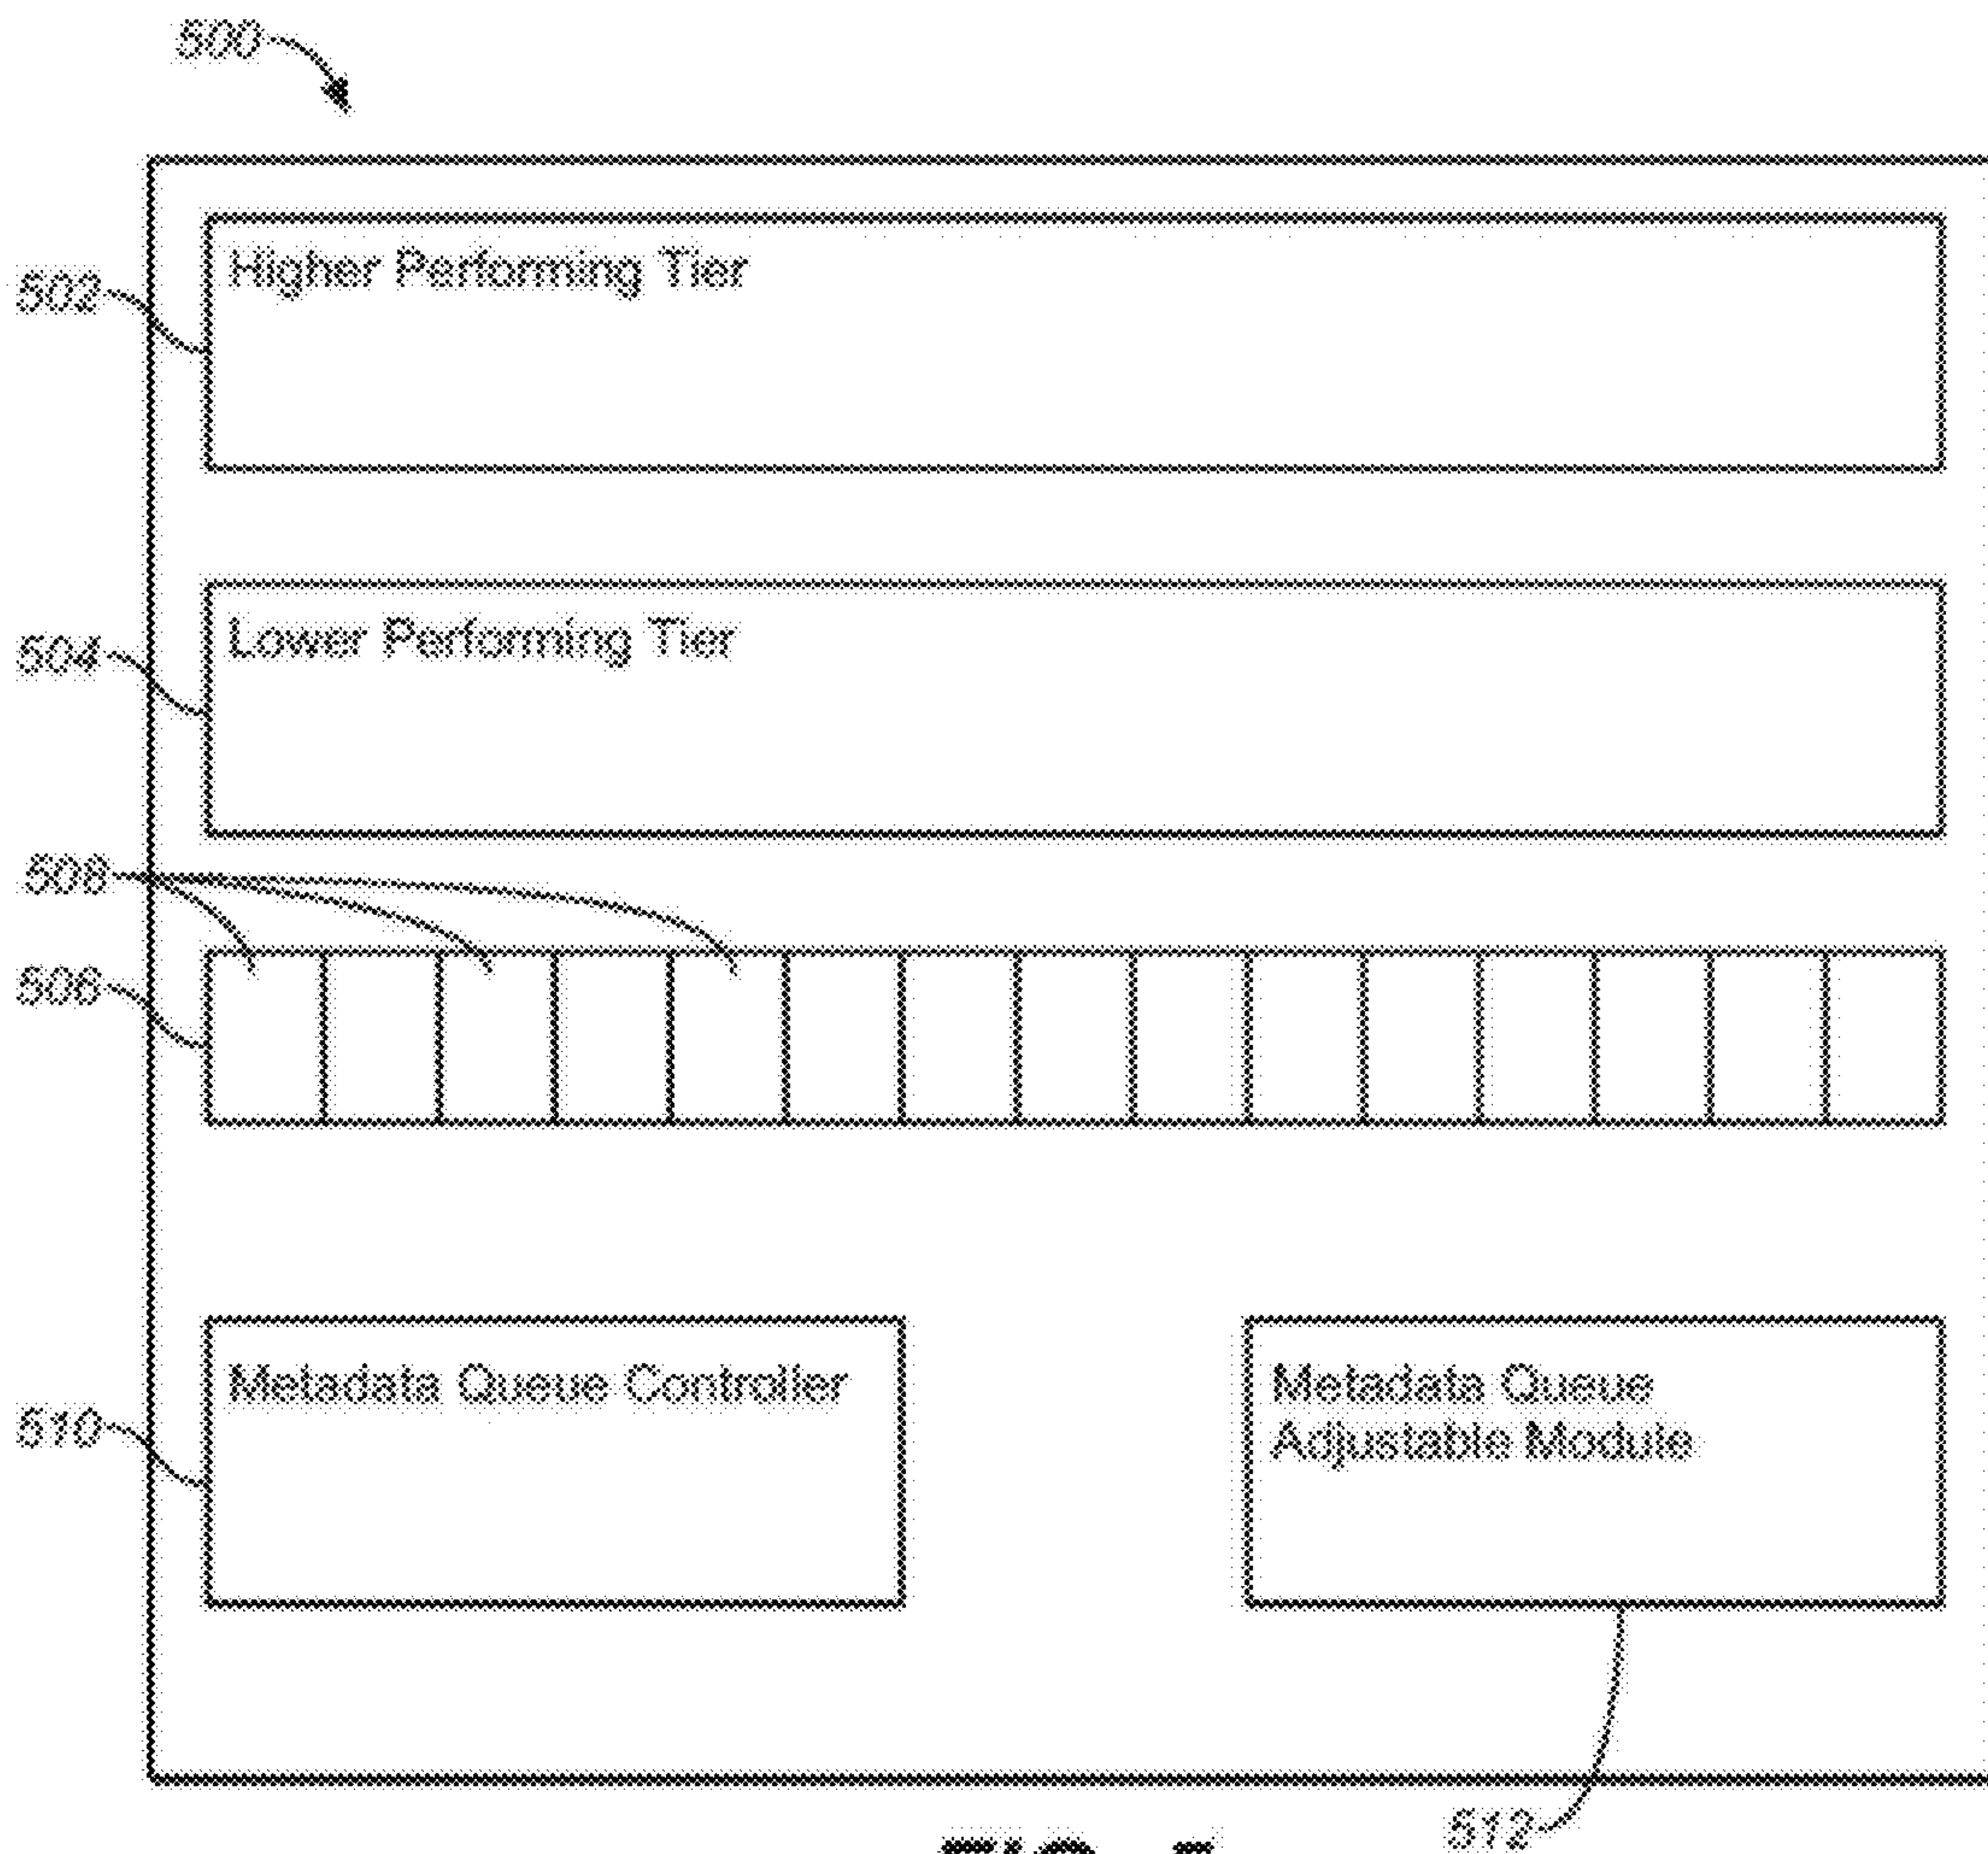 500
502
Higher Performing Tier
504
Lower Performing Tier
508
506
510
Metadata Queue Controller
Metadata Queue
Adjustable Module
512